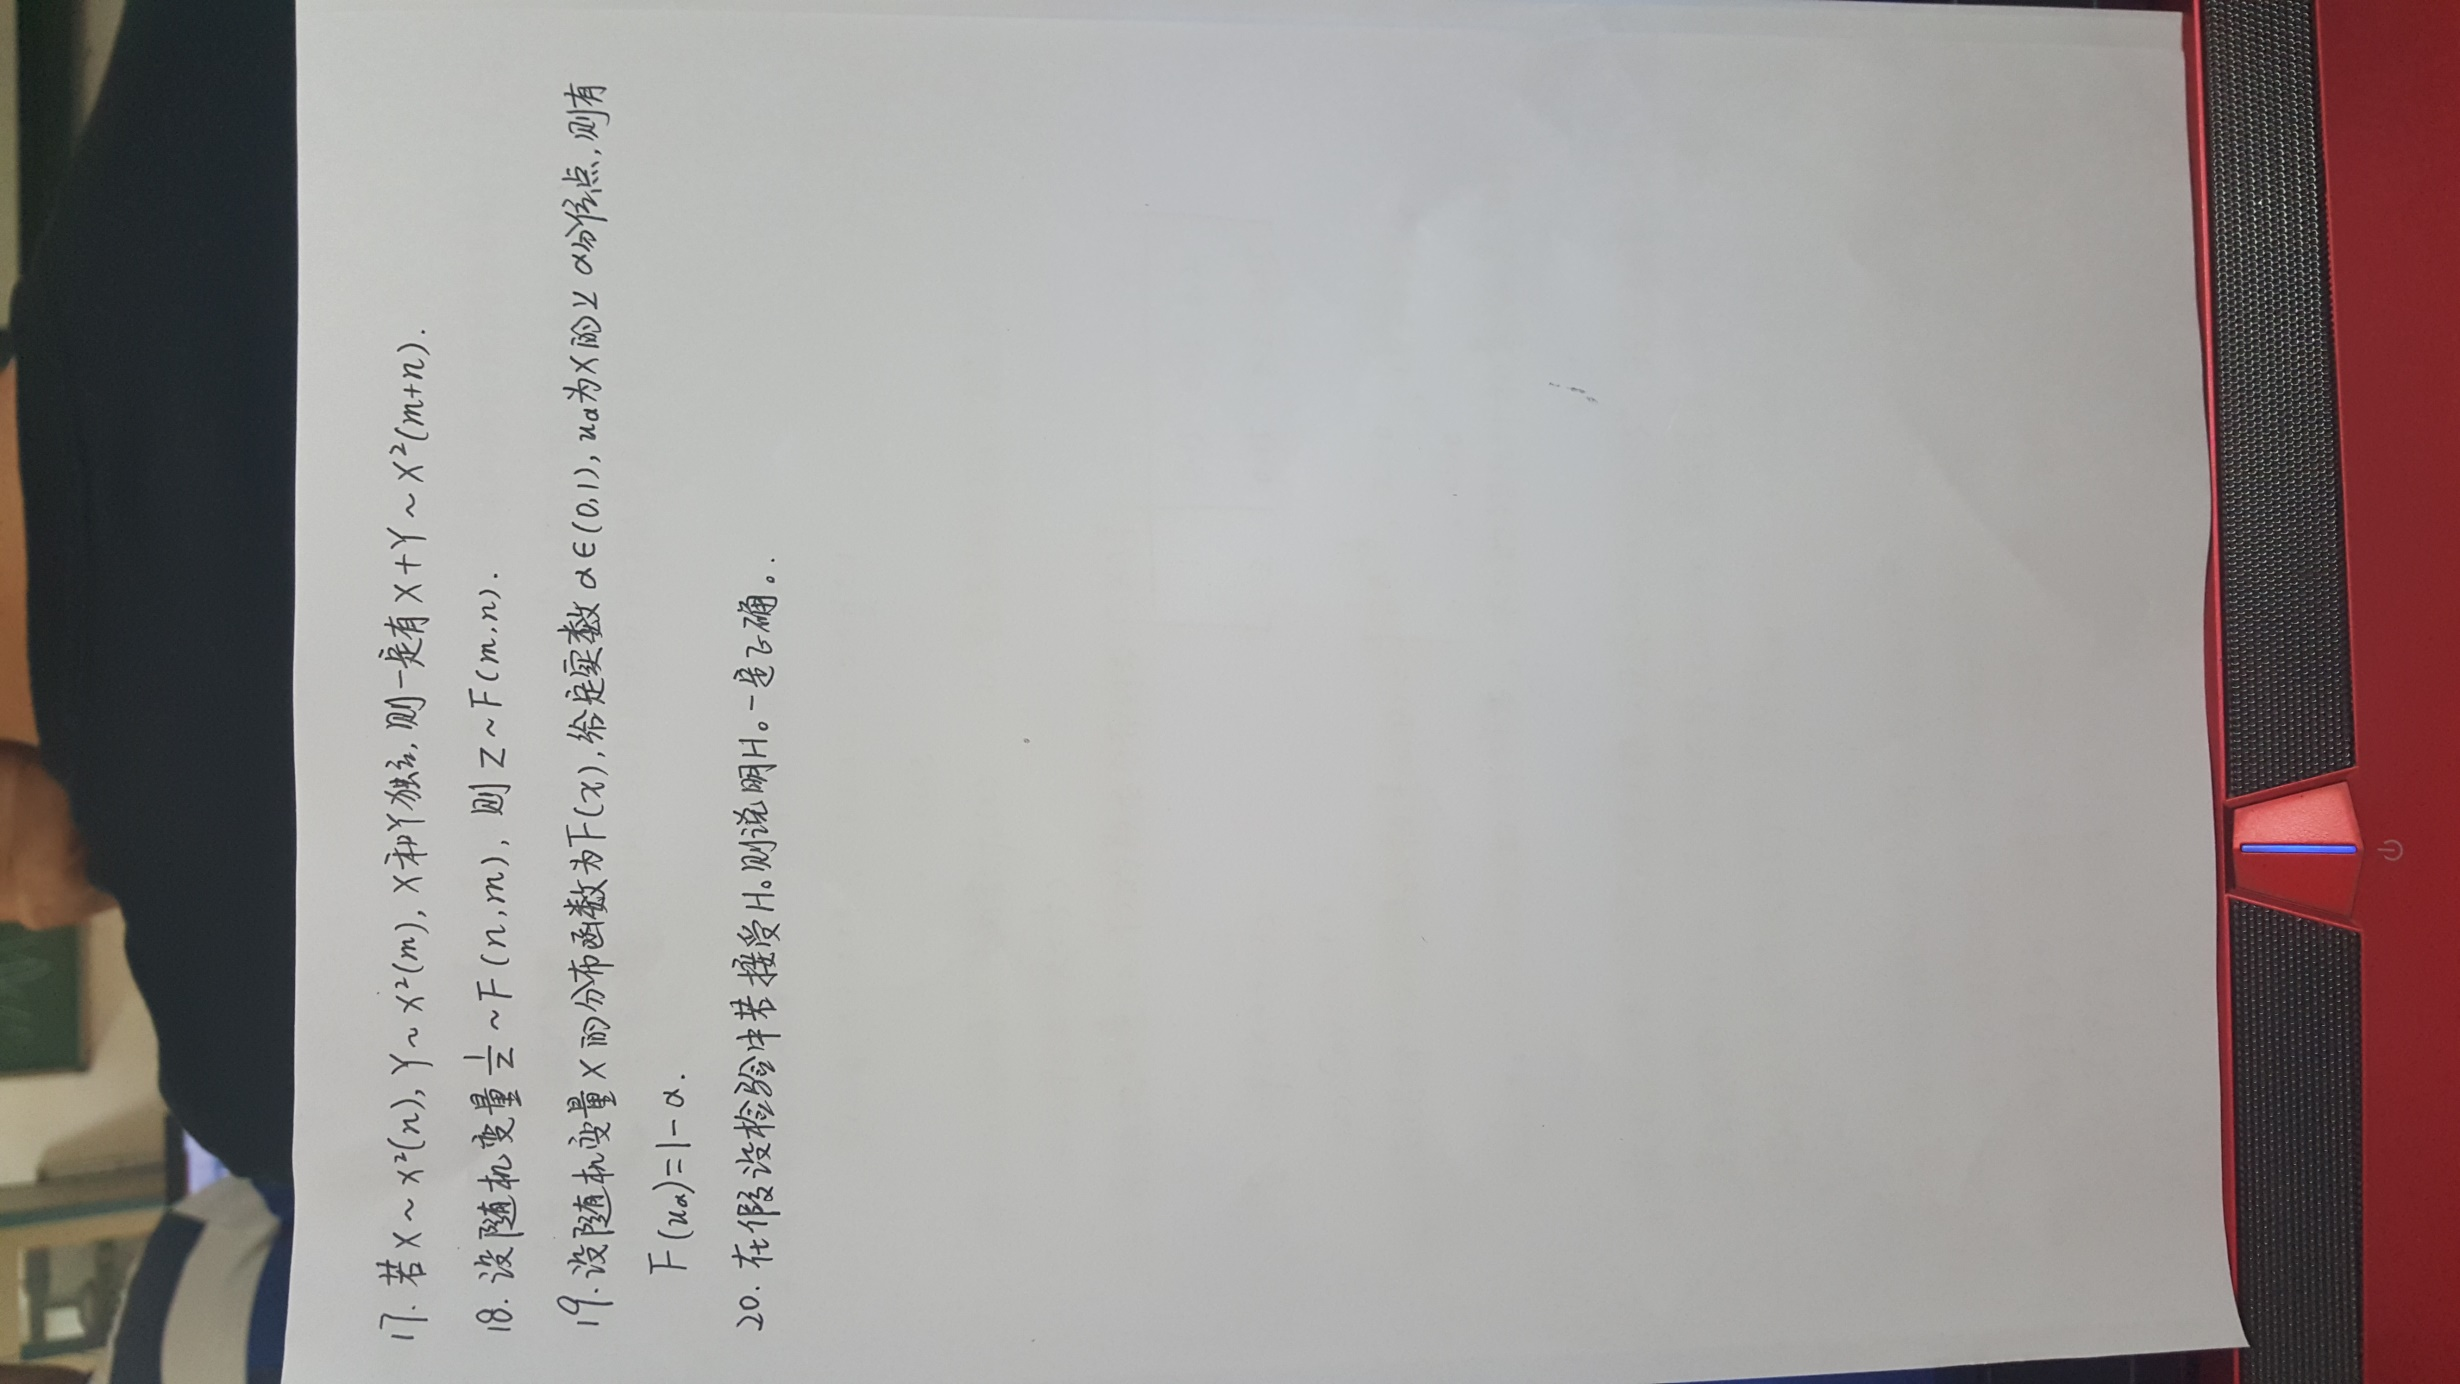 17. 若X~χ²(n), Y~χ²(m), X和Y独立, 则一定有X+Y~χ²(m+n).
18. 设随机变量1/Z~F(n,m), 则Z~F(m,n).
19. 设随机变量X的分布函数为F(x), 给定实数α∈(0,1), uα为X的上α分位点, 则有
F(uα)=1-α.
20. 在假设检验中若接受H₀则说明H₀一定正确。.